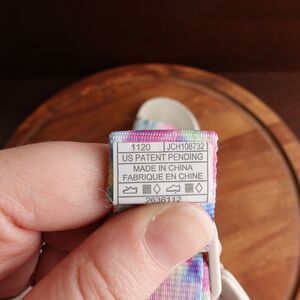 1120 JCH108732
US PATENT PENDING
MADE IN CHINA
FABRIQUE EN CHINE
2636112